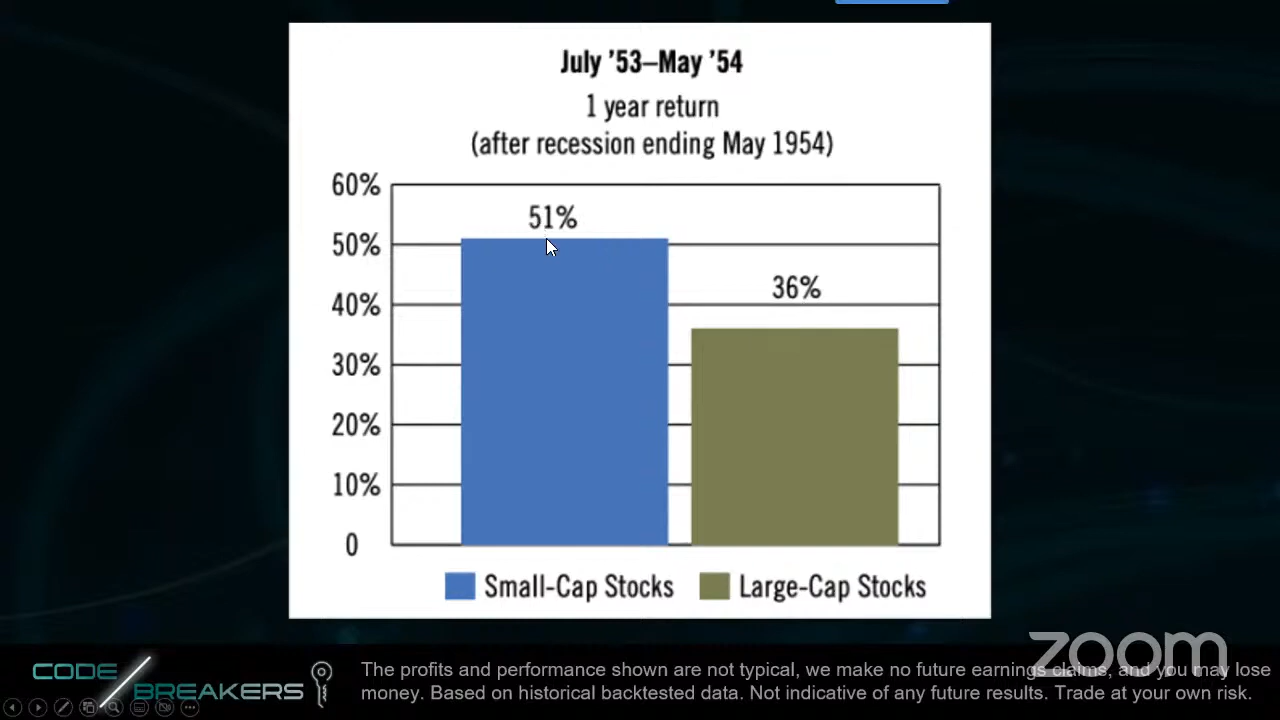 July ’53–May ’54
1 year return
(after recession ending May 1954)
60%
51%
50%
36%
40%
30%
20%
10%
0
Small-Cap Stocks Large-Cap Stocks
zoom
CODE BREAKERS
The profits and performance shown are not typical, we make no future earnings claims, and you may lose
money. Based on historical backtested data. Not indicative of any future results. Trade at your own risk.